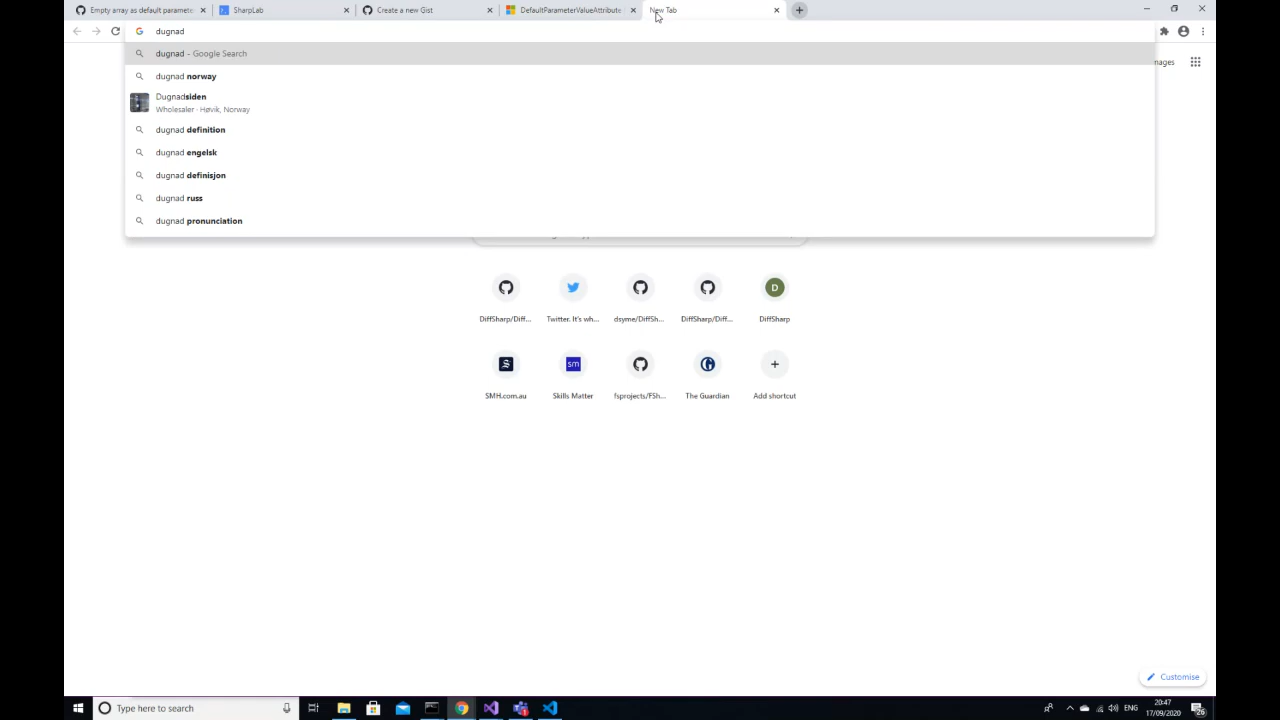 Empty array as default paramete
SharpLab
Create a new Gist
DefaultParameterValueAttribute
New Tab
dugnad
dugnad - Google Search
mages
dugnad norway
Dugnadsiden
Wholesaler · Høvik, Norway
dugnad definition
dugnad engelsk
dugnad definisjon
dugnad russ
dugnad pronunciation
DiffSharp/Diff...
Twitter. It's wh...
dsyme/DiffSh...
DiffSharp/Diff...
D
DiffSharp
sm
SMH.com.au
Skills Matter
fsprojects/FSh...
The Guardian
Add shortcut
Customise
Type here to search
ENG
20:47
17/09/2020